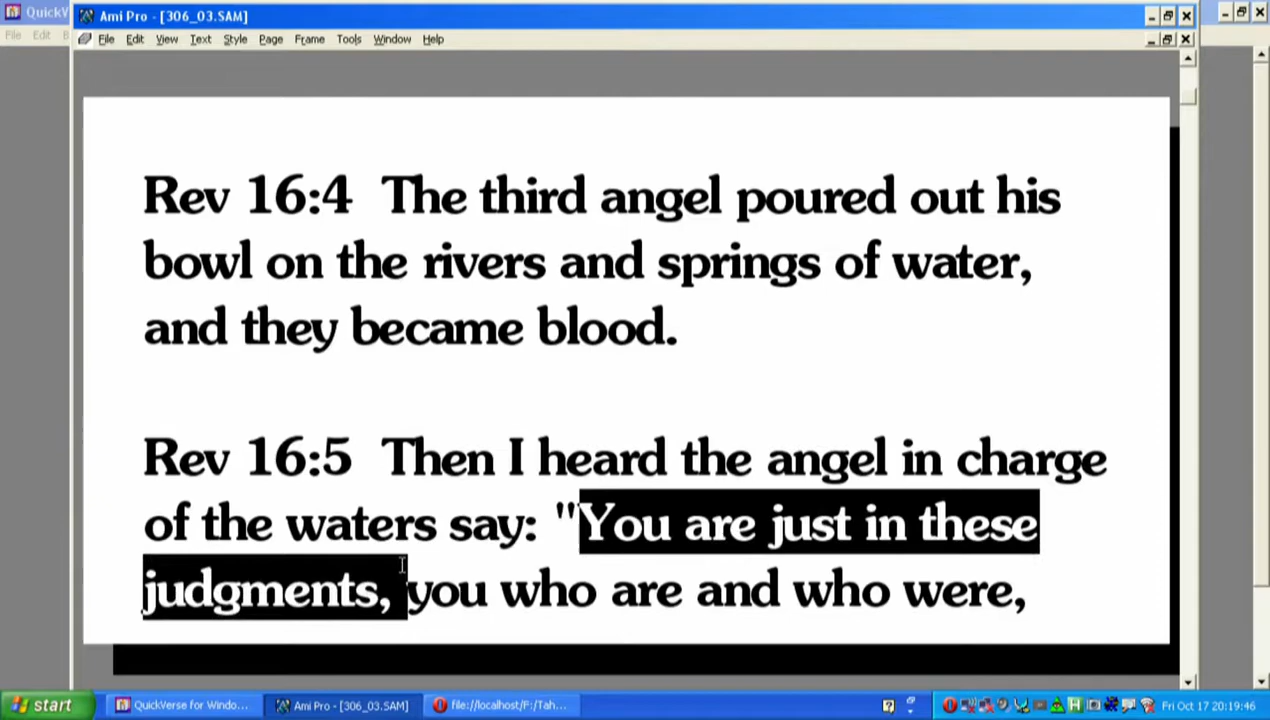 QuickV
Ami Pro - [306_03.SAM]
File Edit B
File Edit View Text Style Page Frame Tools Window Help
Rev 16:4 The third angel poured out his
bowl on the rivers and springs of water,
and they became blood.
Rev 16:5 Then I heard the angel in charge
of the waters say: "You are just in these
judgments, you who are and who were,
start
QuickVerse for Windo...
Ami Pro - [306_03.SAM]
file://localhost/F:/Tah...
Fri Oct 17 20:19:46